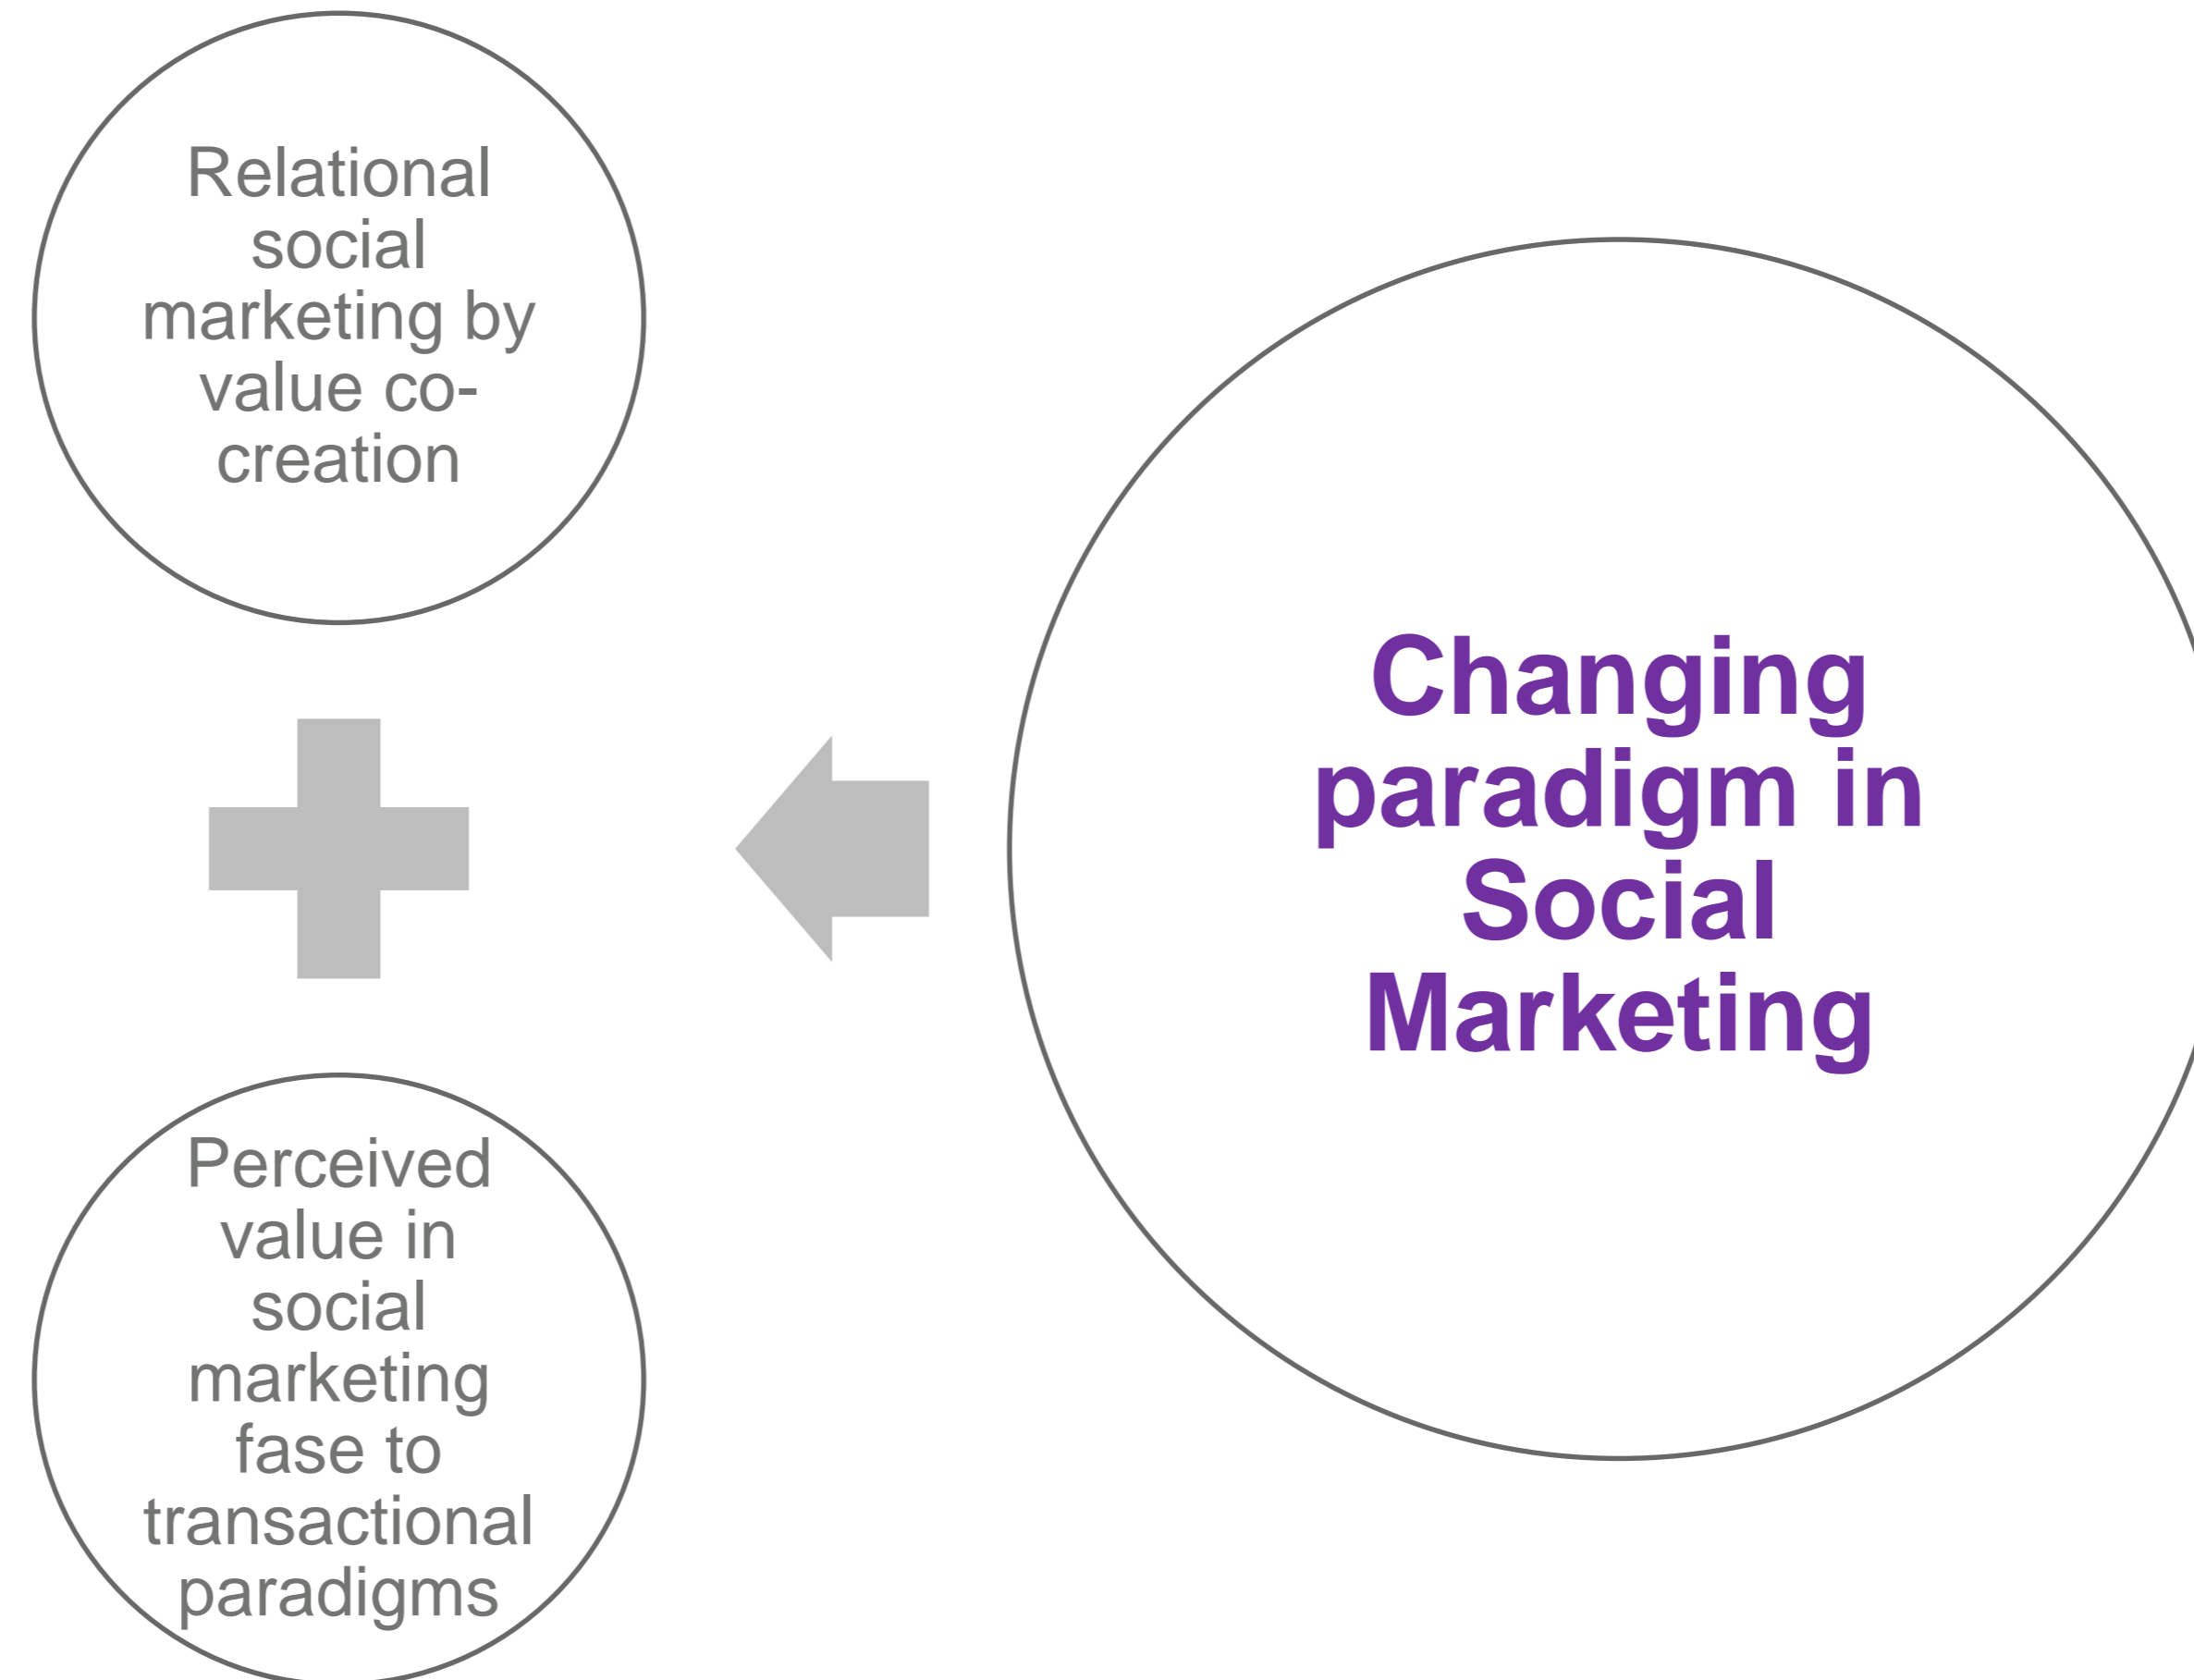 Relational
social
marketing by
value co-
creation
Perceived
value in
social
marketing
fase to
transactional
paradigms
Changing
paradigm in
Social
Marketing